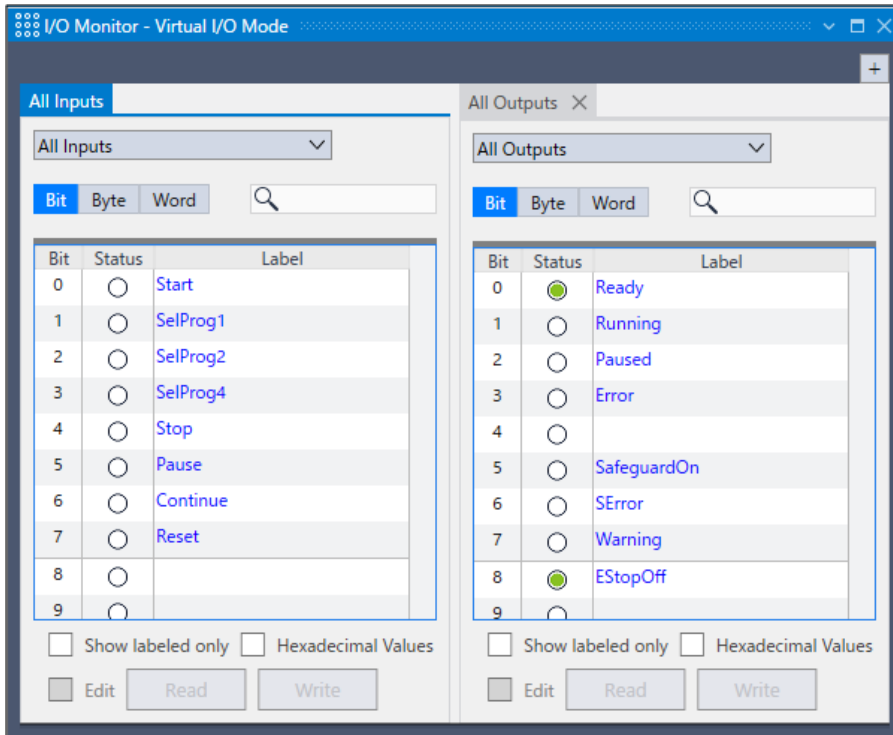 I/O Monitor - Virtual I/O Mode
+
All Inputs
All Inputs
Bit Byte Word
Bit Status Label
0 Start
1 SelProg1
2 SelProg2
3 SelProg4
4 Stop
5 Pause
6 Continue
7 Reset
8
9
Show labeled only Hexadecimal Values
Edit Read Write
All Outputs
All Outputs
Bit Byte Word
Bit Status Label
0 Ready
1 Running
2 Paused
3 Error
4
5 SafeguardOn
6 SError
7 Warning
8 EStopOff
9
Show labeled only Hexadecimal Values
Edit Read Write